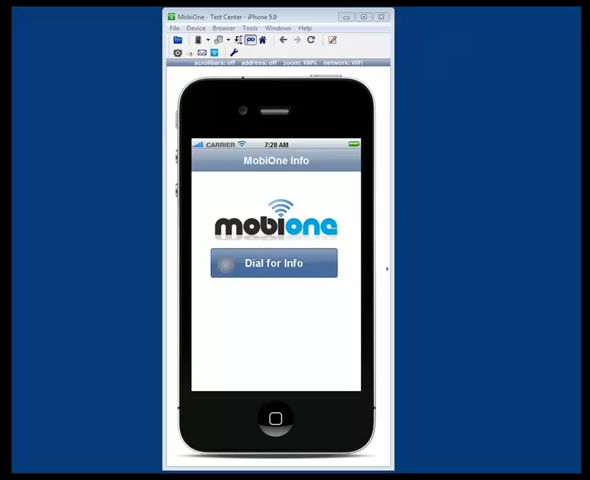 MobiOne - Test Center - iPhone 5.0
File Device Browser Tools Windows Help
scrollbars: off address: off zoom: 100% network: WiFi
CARRIER 7:28 AM
MobiOne Info
mobione
Dial for Info